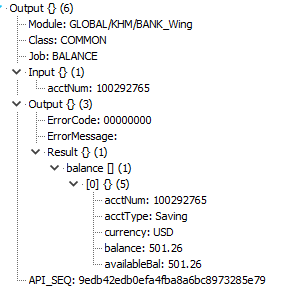 Output {} (6)
Module: GLOBAL/KHM/BANK_Wing
Class: COMMON
Job: BALANCE
Input {} (1)
acctNum: 100292765
Output {} (3)
ErrorCode: 00000000
ErrorMessage:
Result {} (1)
balance [] (1)
[0] {} (5)
acctNum: 100292765
acctType: Saving
currency: USD
balance: 501.26
availableBal: 501.26
API_SEQ: 9edb42edb0efa4fba8a6bc8973285e79